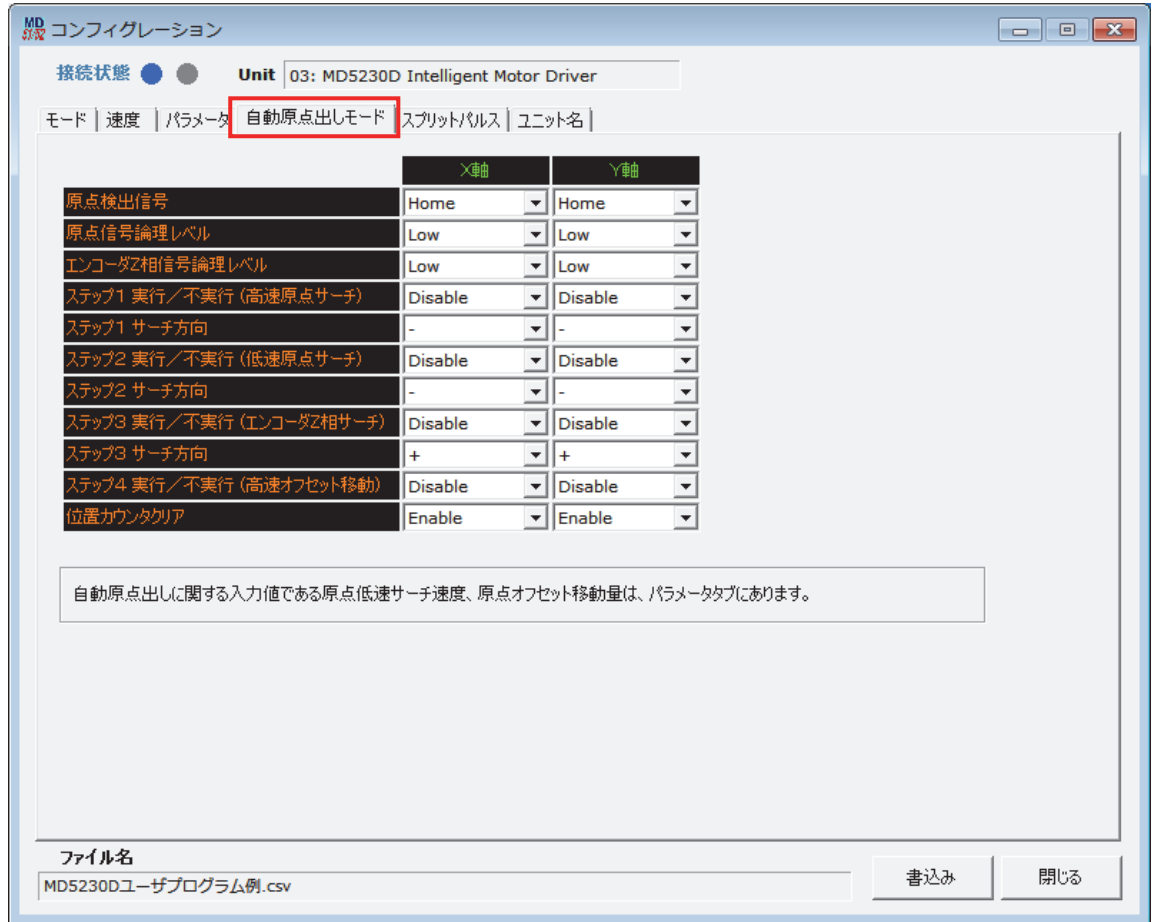 MD
51/52 コンフィグレーション
接続状態 Unit 03: MD5230D Intelligent Motor Driver
モード 速度 パラメータ 自動原点出しモード スプリットパルス ユニット名
X軸 Y軸
原点検出信号 Home Home
原点信号論理レベル Low Low
エンコーダZ相信号論理レベル Low Low
ステップ1 実行／不実行 (高速原点サーチ) Disable Disable
ステップ1 サーチ方向 - -
ステップ2 実行／不実行 (低速原点サーチ) Disable Disable
ステップ2 サーチ方向 - -
ステップ3 実行／不実行 (エンコーダZ相サーチ) Disable Disable
ステップ3 サーチ方向 + +
ステップ4 実行／不実行 (高速オフセット移動) Disable Disable
位置カウンタクリア Enable Enable
自動原点出しに関する入力値である原点低速サーチ速度、原点オフセット移動量は、パラメータタブにあります。
ファイル名
MD5230Dユーザプログラム例.csv 書込み 閉じる